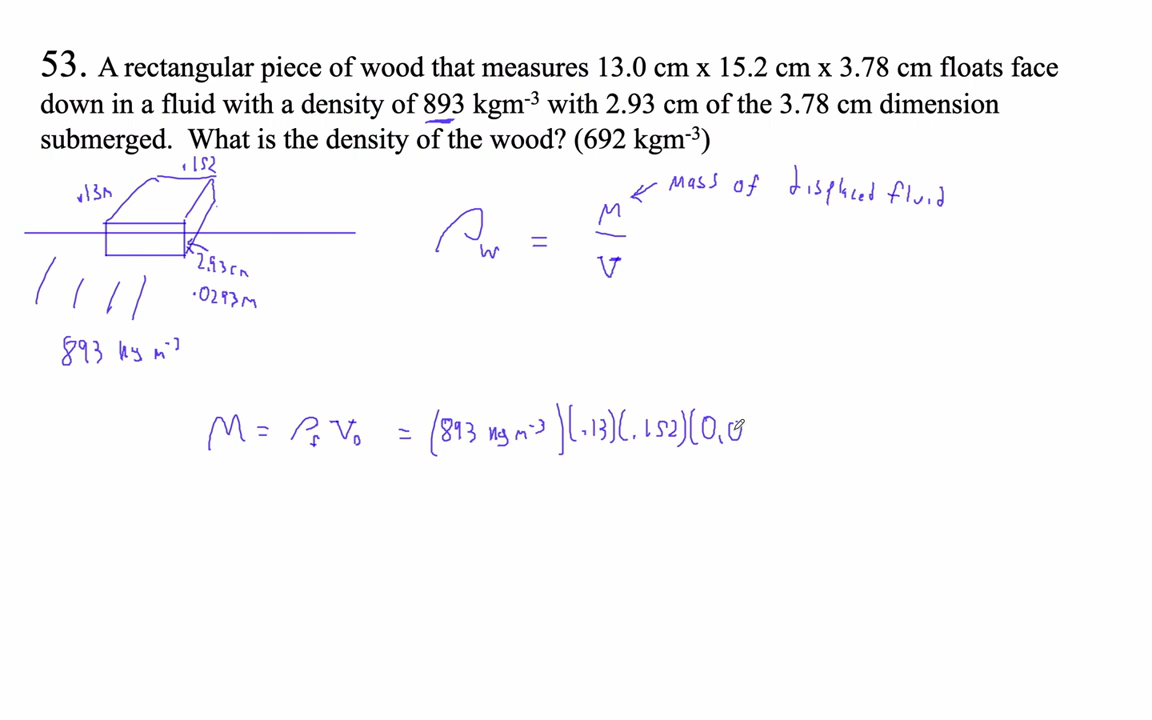 53. A rectangular piece of wood that measures 13.0 cm x 15.2 cm x 3.78 cm floats face
down in a fluid with a density of 893 kgm⁻³ with 2.93 cm of the 3.78 cm dimension
submerged. What is the density of the wood? (692 kgm⁻³)
.152
.13m
← Mass of displaced fluid
ρw = M / V
2.93cm
.0293M
893 kg m⁻³
M = ρf V₀ = (893 kg m⁻³)(.13)(.152)(0.0